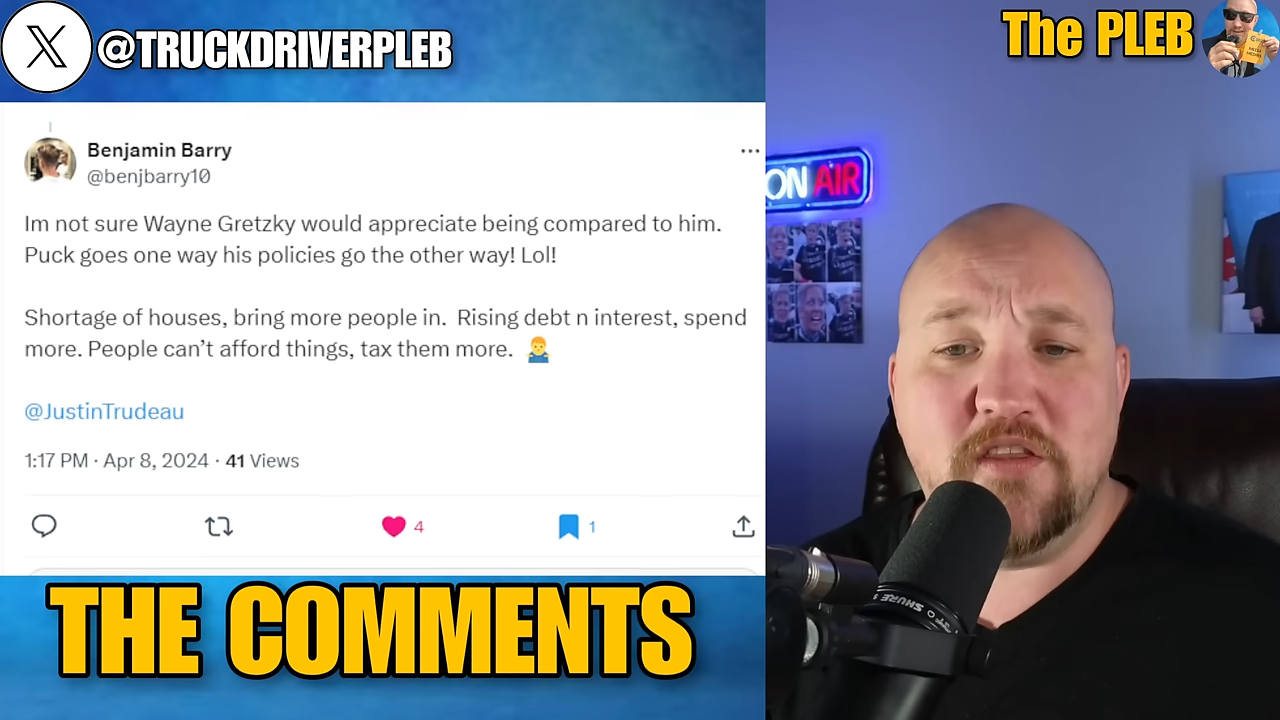 X @TRUCKDRIVERPLEB
The PLEB
Benjamin Barry
@benjbarry10
Im not sure Wayne Gretzky would appreciate being compared to him.
Puck goes one way his policies go the other way! Lol!
Shortage of houses, bring more people in. Rising debt n interest, spend
more. People can’t afford things, tax them more. 🤷‍♂️
@JustinTrudeau
1:17 PM · Apr 8, 2024 · 41 Views
4
1
THE COMMENTS
ON AIR
SHURE